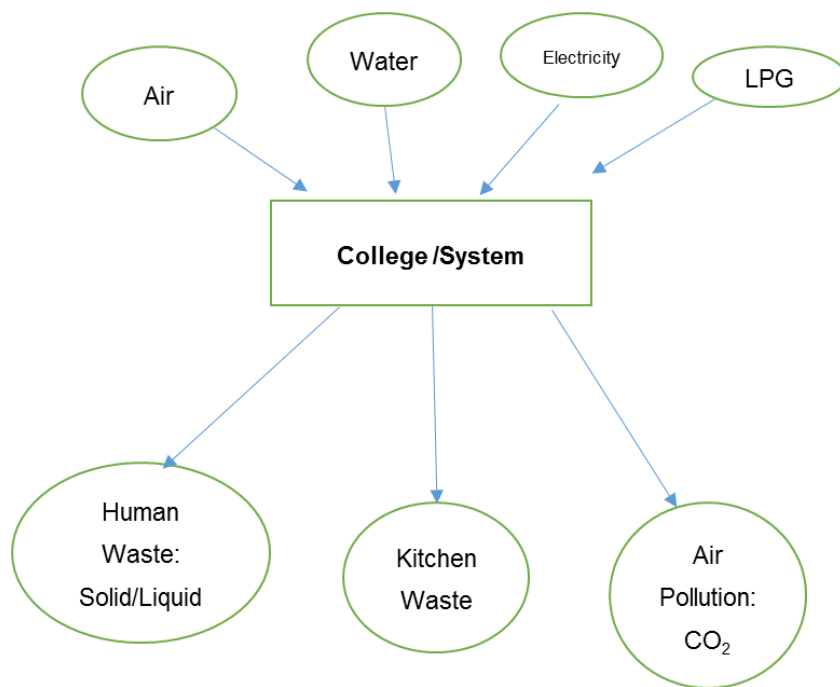 Air
Water
Electricity
LPG
College /System
Human
Waste:
Solid/Liquid
Kitchen
Waste
Air
Pollution:
CO₂